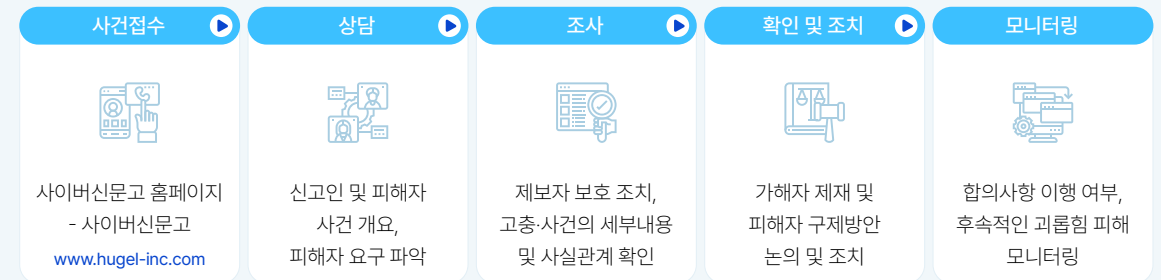 사건접수
사이버신문고 홈페이지
- 사이버신문고
www.hugel-inc.com
상담
신고인 및 피해자
사건 개요,
피해자 요구 파악
조사
제보자 보호 조치,
고충·사건의 세부내용
및 사실관계 확인
확인 및 조치
가해자 제재 및
피해자 구제방안
논의 및 조치
모니터링
합의사항 이행 여부,
후속적인 괴롭힘 피해
모니터링